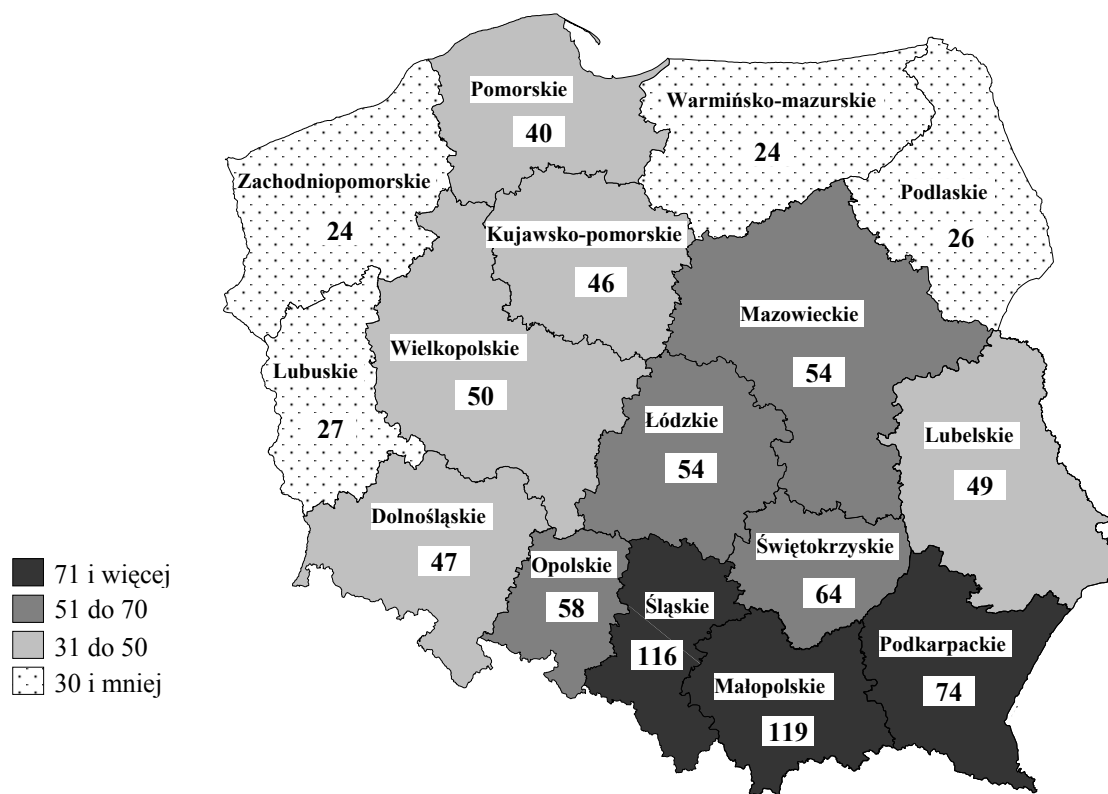 Pomorskie
40
Warmińsko-mazurskie
24
Zachodniopomorskie
24
Podlaskie
26
Kujawsko-pomorskie
46
Mazowieckie
54
Wielkopolskie
50
Lubuskie
27
Łódzkie
54
Lubelskie
49
Dolnośląskie
47
Opolskie
58
Śląskie
116
Świętokrzyskie
64
Małopolskie
119
Podkarpackie
74
71 i więcej
51 do 70
31 do 50
30 i mniej